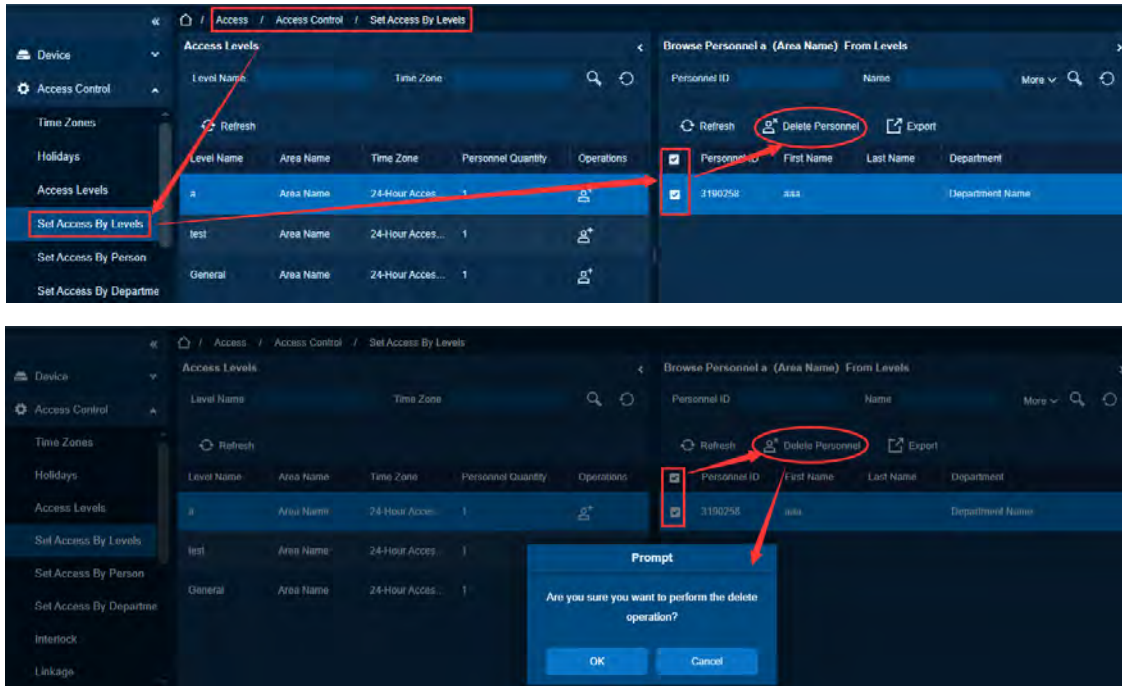 « / Access / Access Control / Set Access By Levels
Device
Access Control
Time Zones
Holidays
Access Levels
Set Access By Levels
Set Access By Person
Set Access By Departme
Access Levels <
Level Name Time Zone
Refresh
Level Name Area Name Time Zone Personnel Quantity Operations
a Area Name 24-Hour Acces... 1
test Area Name 24-Hour Acces... 1
General Area Name 24-Hour Acces... 1
Browse Personnel a (Area Name) From Levels >
Personnel ID Name More
Refresh Delete Personnel Export
Personnel ID First Name Last Name Department
3190258 aaa Department Name
« / Access / Access Control / Set Access By Levels
Device
Access Control
Time Zones
Holidays
Access Levels
Set Access By Levels
Set Access By Person
Set Access By Departme
Interlock
Linkage
Access Levels <
Level Name Time Zone
Refresh
Level Name Area Name Time Zone Personnel Quantity Operations
a Area Name 24-Hour Acces... 1
test Area Name 24-Hour Acces... 1
General Area Name 24-Hour Acces... 1
Browse Personnel a (Area Name) From Levels >
Personnel ID Name More
Refresh Delete Personnel Export
Personnel ID First Name Last Name Department
3190258 aaa Department Name
Prompt
Are you sure you want to perform the delete
operation?
OK Cancel